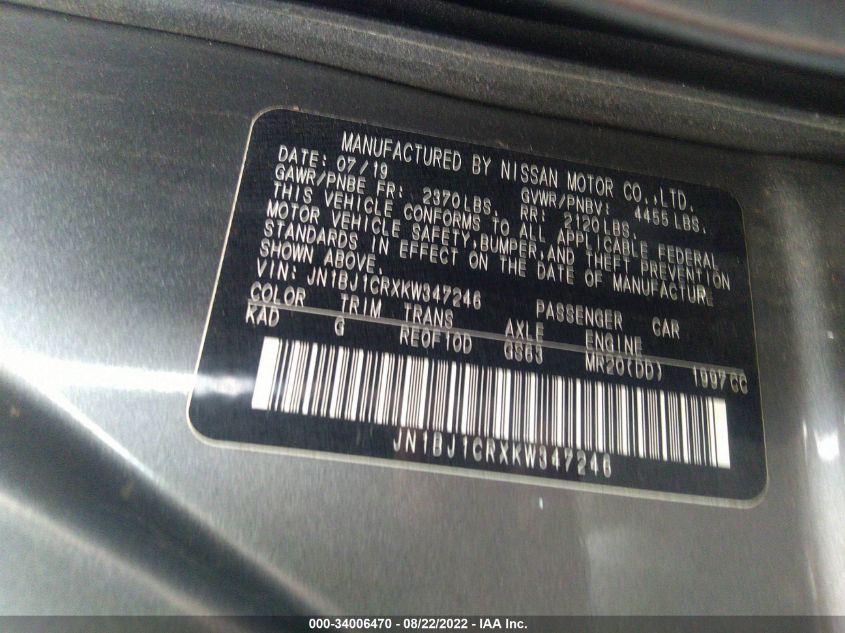 MANUFACTURED BY NISSAN MOTOR CO.,LTD.
DATE: 07/19 GVWR/PNBV: 4455 LBS.
GAWR/PNBE FR: 2370LBS. RR: 2120LBS.
THIS VEHICLE CONFORMS TO ALL APPLICABLE FEDERAL
MOTOR VEHICLE SAFETY,BUMPER,AND THEFT PREVENTION
STANDARDS IN EFFECT ON THE DATE OF MANUFACTURE
SHOWN ABOVE.
VIN: JN1BJ1CRXKW347246 PASSENGER CAR
COLOR TRIM TRANS AXLE ENGINE
KAD G RE0F10D GS63 MR20(DD) 1997CC
JN1BJ1CRXKW347246
000-34006470 - 08/22/2022 - IAA Inc.